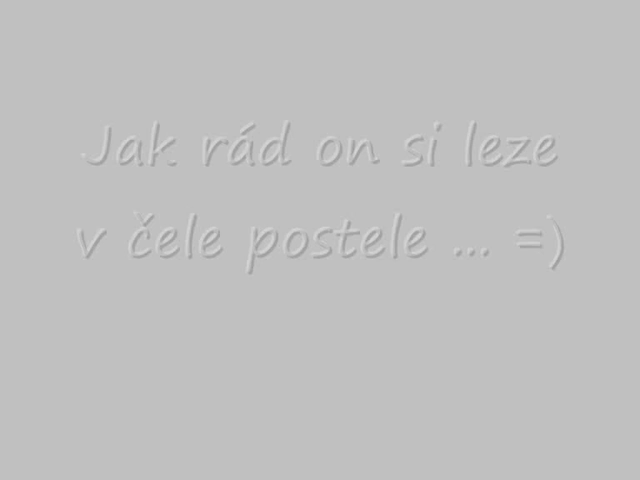 Jak rád on si leze
v čele postele ... =)